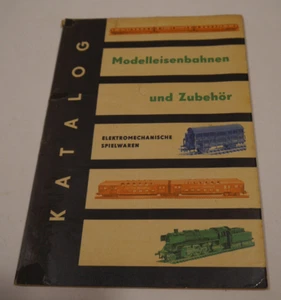 KATALOG
Modelleisenbahnen
und Zubehör
ELEKTROMECHANISCHE
SPIELWAREN